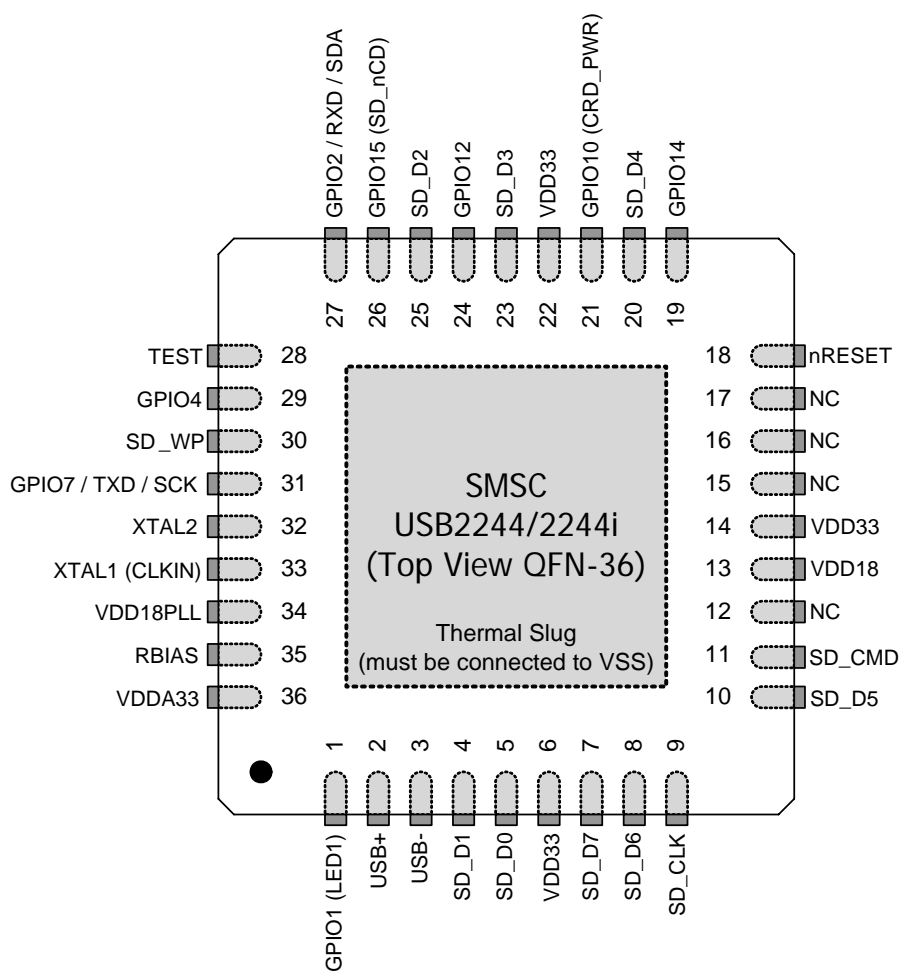 GPIO2 / RXD / SDA
GPIO15 (SD_nCD)
SD_D2
GPIO12
SD_D3
VDD33
GPIO10 (CRD_PWR)
SD_D4
GPIO14
27
26
25
24
23
22
21
20
19
TEST
28
GPIO4
29
SD_WP
30
GPIO7 / TXD / SCK
31
XTAL2
32
XTAL1 (CLKIN)
33
VDD18PLL
34
RBIAS
35
VDDA33
36
SMSC
USB2244/2244i
(Top View QFN-36)
Thermal Slug
(must be connected to VSS)
18
nRESET
17
NC
16
NC
15
NC
14
VDD33
13
VDD18
12
NC
11
SD_CMD
10
SD_D5
1
2
3
4
5
6
7
8
9
GPIO1 (LED1)
USB+
USB-
SD_D1
SD_D0
VDD33
SD_D7
SD_D6
SD_CLK